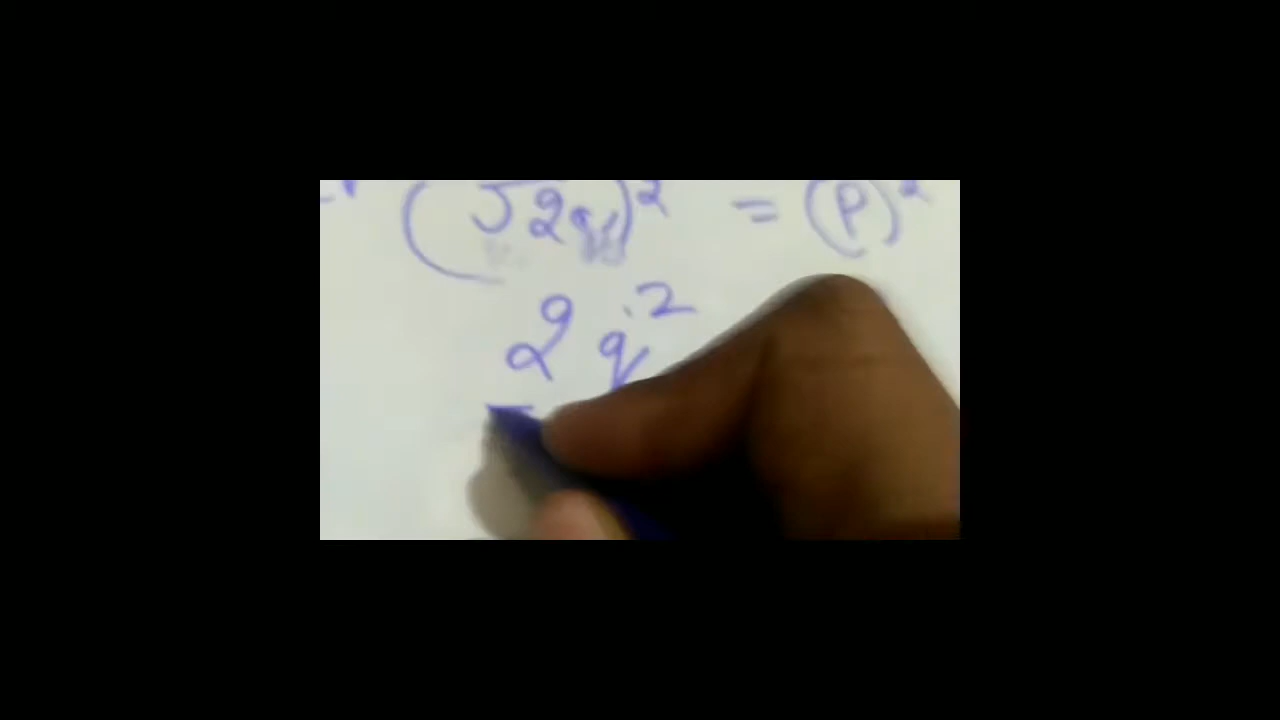 (√2q)² = (P)²
2q²